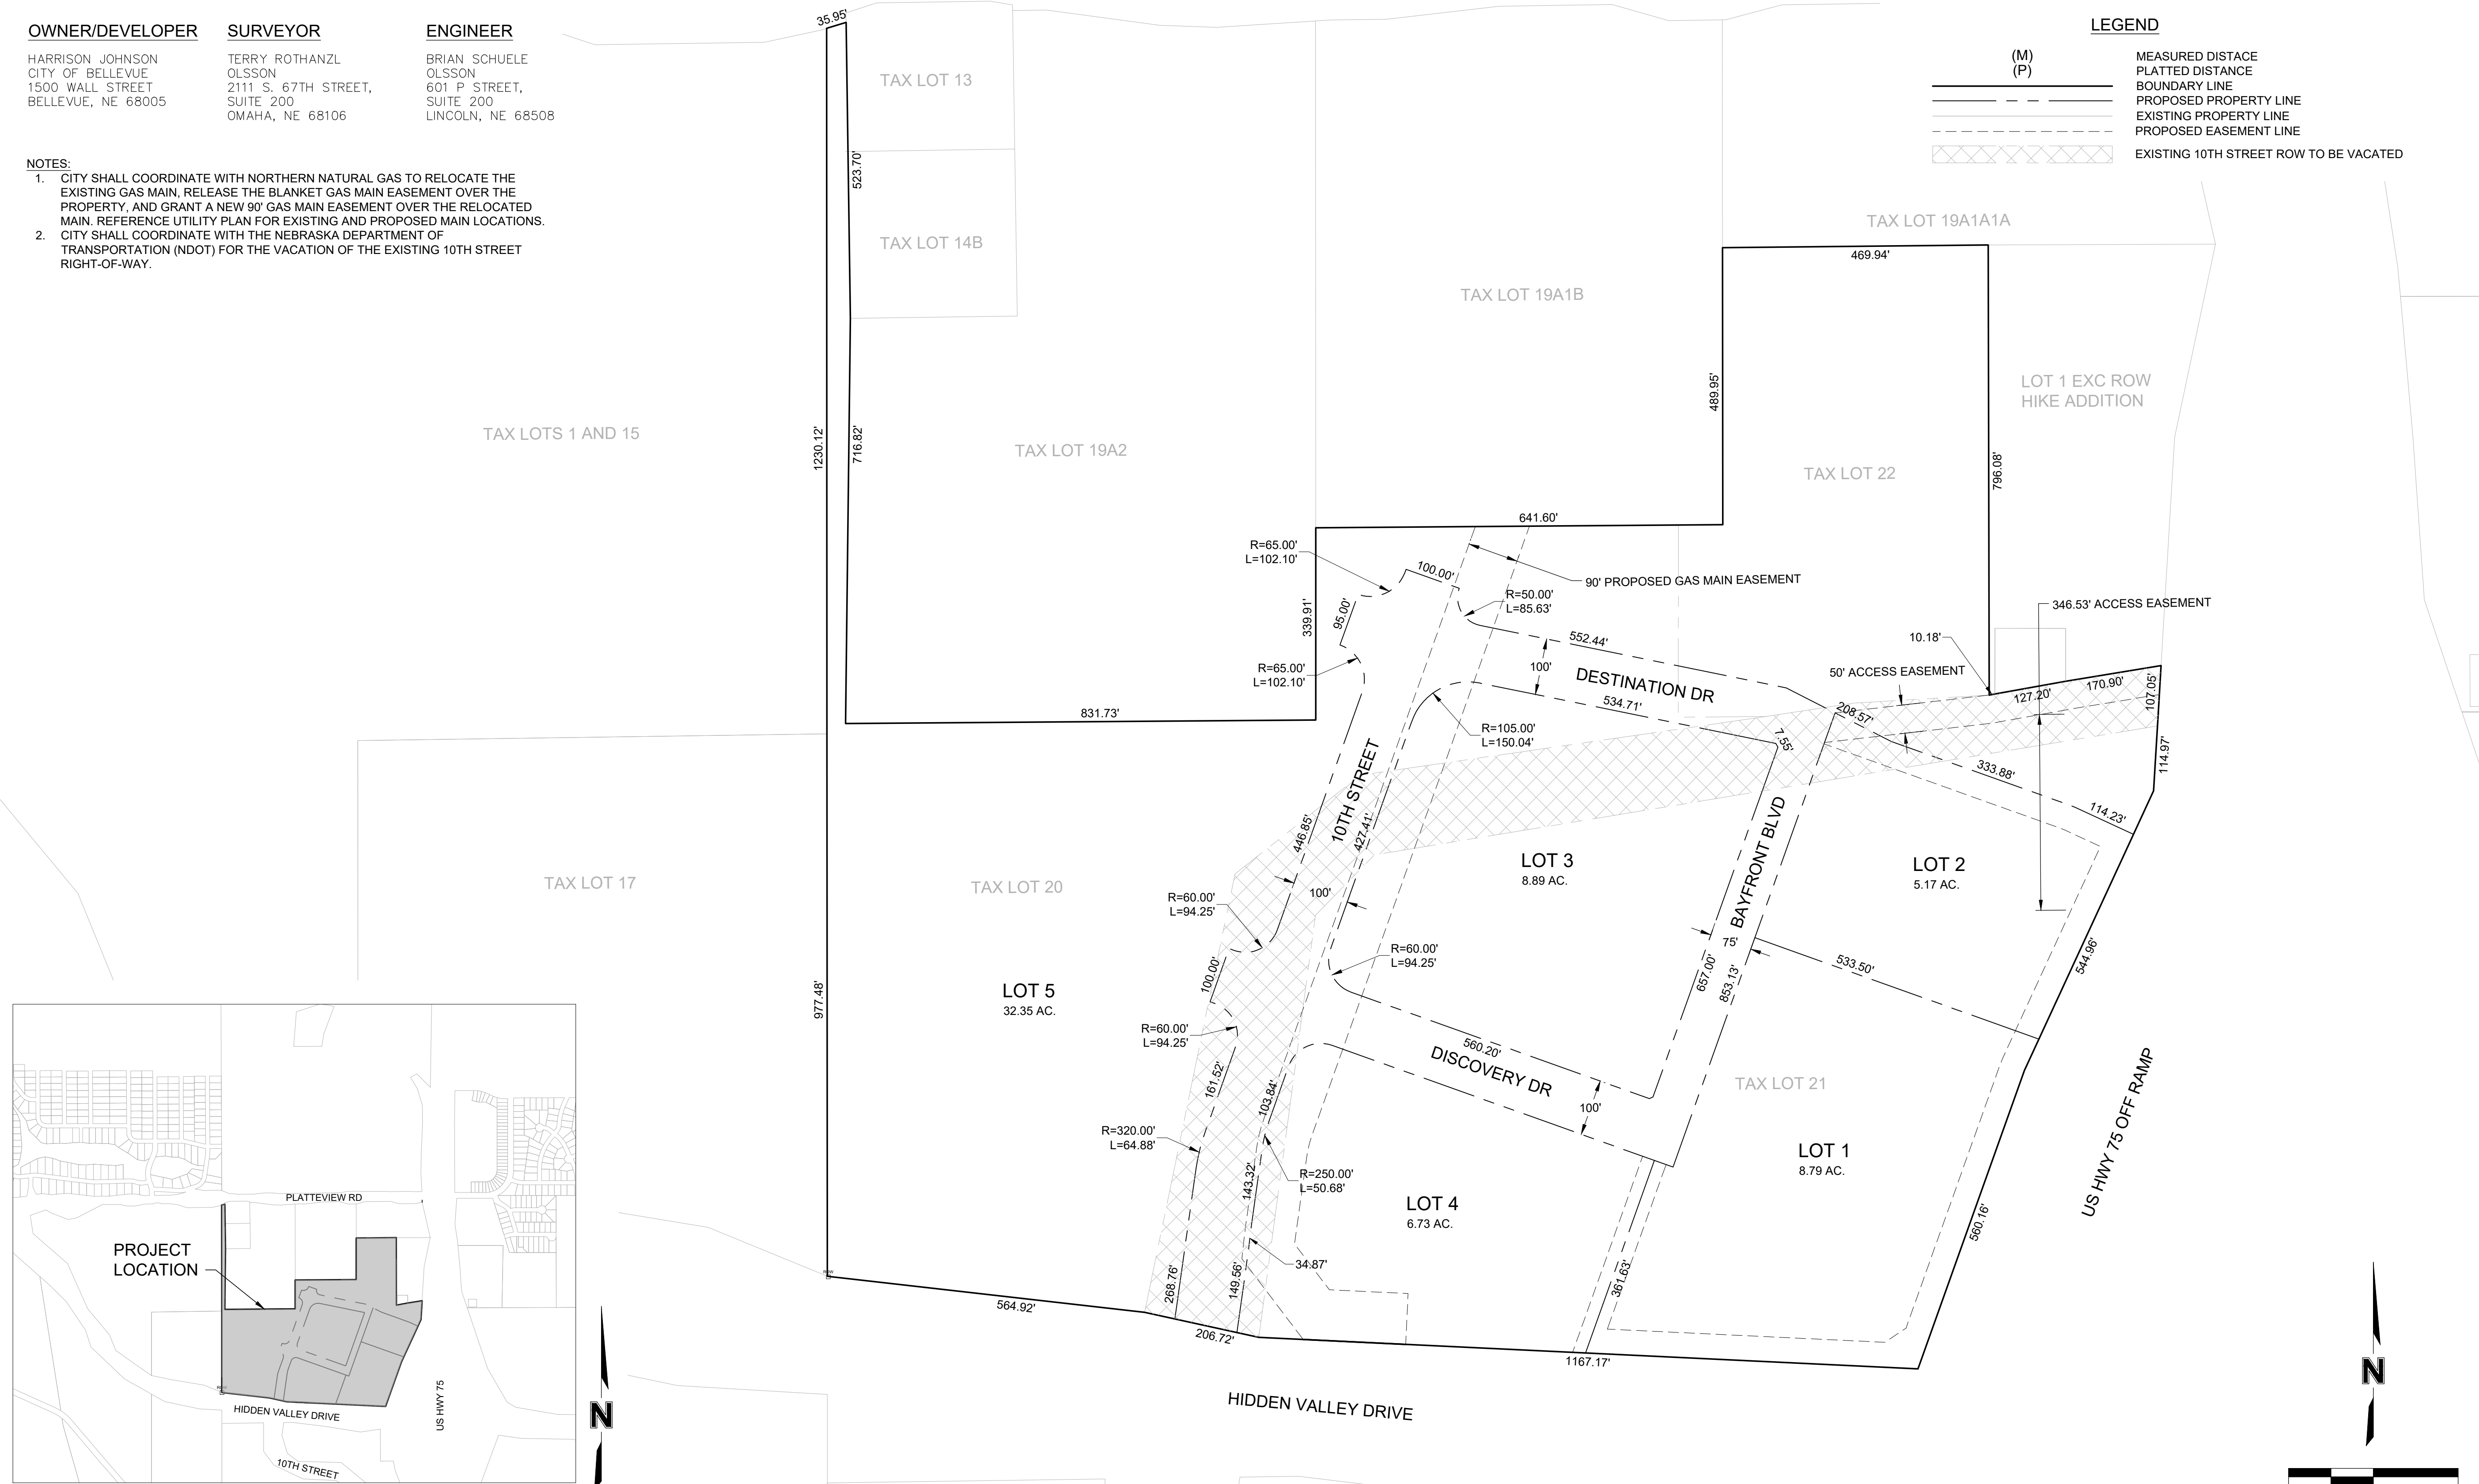 OWNER/DEVELOPER
HARRISON JOHNSON
CITY OF BELLEVUE
1500 WALL STREET
BELLEVUE, NE 68005
SURVEYOR
TERRY ROTHANZL
OLSSON
2111 S. 67TH STREET,
SUITE 200
OMAHA, NE 68106
ENGINEER
BRIAN SCHUELE
OLSSON
601 P STREET,
SUITE 200
LINCOLN, NE 68508
NOTES:
1. CITY SHALL COORDINATE WITH NORTHERN NATURAL GAS TO RELOCATE THE
EXISTING GAS MAIN, RELEASE THE BLANKET GAS MAIN EASEMENT OVER THE
PROPERTY, AND GRANT A NEW 90' GAS MAIN EASEMENT OVER THE RELOCATED
MAIN. REFERENCE UTILITY PLAN FOR EXISTING AND PROPOSED MAIN LOCATIONS.
2. CITY SHALL COORDINATE WITH THE NEBRASKA DEPARTMENT OF
TRANSPORTATION (NDOT) FOR THE VACATION OF THE EXISTING 10TH STREET
RIGHT-OF-WAY.
LEGEND
(M) MEASURED DISTACE
(P) PLATTED DISTANCE
BOUNDARY LINE
PROPOSED PROPERTY LINE
EXISTING PROPERTY LINE
PROPOSED EASEMENT LINE
EXISTING 10TH STREET ROW TO BE VACATED
35.95'
TAX LOT 13
523.70'
TAX LOT 14B
TAX LOT 19A1A1A
469.94'
TAX LOT 19A1B
489.95'
LOT 1 EXC ROW
HIKE ADDITION
TAX LOTS 1 AND 15
1230.12'
716.82'
TAX LOT 19A2
TAX LOT 22
796.08'
641.60'
R=65.00'
L=102.10'
100.00'
90' PROPOSED GAS MAIN EASEMENT
R=50.00'
L=85.63'
95.00'
339.91'
346.53' ACCESS EASEMENT
10.18'
552.44'
100'
R=65.00'
L=102.10'
50' ACCESS EASEMENT
DESTINATION DR
534.71'
127.20'
170.90'
107.05'
831.73'
208.57'
R=105.00'
L=150.04'
7.55'
114.97'
333.88'
10TH STREET
446.85'
427.41'
114.23'
BAYFRONT BLVD
LOT 3
8.89 AC.
LOT 2
5.17 AC.
TAX LOT 17
TAX LOT 20
100'
R=60.00'
L=94.25'
R=60.00'
L=94.25'
75'
657.00'
853.13'
533.50'
544.96'
100.00'
LOT 5
32.35 AC.
977.48'
R=60.00'
L=94.25'
560.20'
DISCOVERY DR
161.52'
103.84'
100'
TAX LOT 21
R=320.00'
L=64.88'
R=250.00'
L=50.68'
143.32'
LOT 4
6.73 AC.
LOT 1
8.79 AC.
US HWY 75 OFF RAMP
560.16'
34.87'
268.76'
149.56'
361.63'
ROW
564.92'
206.72'
1167.17'
HIDDEN VALLEY DRIVE
PLATTEVIEW RD
PROJECT
LOCATION
HIDDEN VALLEY DRIVE
US HWY 75
10TH STREET
N
N